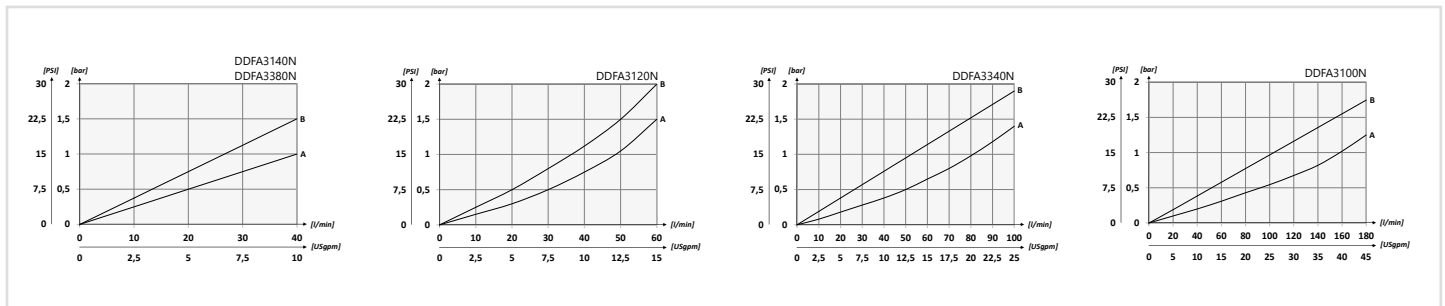 DDFA3140N
DDFA3380N
[PSI] [bar]
30 2
22,5 1,5
15 1
7,5 0,5
0 0
B
A
0 10 20 30 40 [l/min]
[USgpm]
0 2,5 5 7,5 10
DDFA3120N
[PSI] [bar]
30 2
22,5 1,5
15 1
7,5 0,5
0 0
B
A
0 10 20 30 40 50 60 [l/min]
[USgpm]
0 2,5 5 7,5 10 12,5 15
DDFA3340N
[PSI] [bar]
30 2
22,5 1,5
15 1
7,5 0,5
0 0
B
A
0 10 20 30 40 50 60 70 80 90 100 [l/min]
[USgpm]
0 2,5 5 7,5 10 12,5 15 17,5 20 22,5 25
DDFA3100N
[PSI] [bar]
30 2
22,5 1,5
15 1
7,5 0,5
0 0
B
A
0 20 40 60 80 100 120 140 160 180 [l/min]
[USgpm]
0 5 10 15 20 25 30 35 40 45